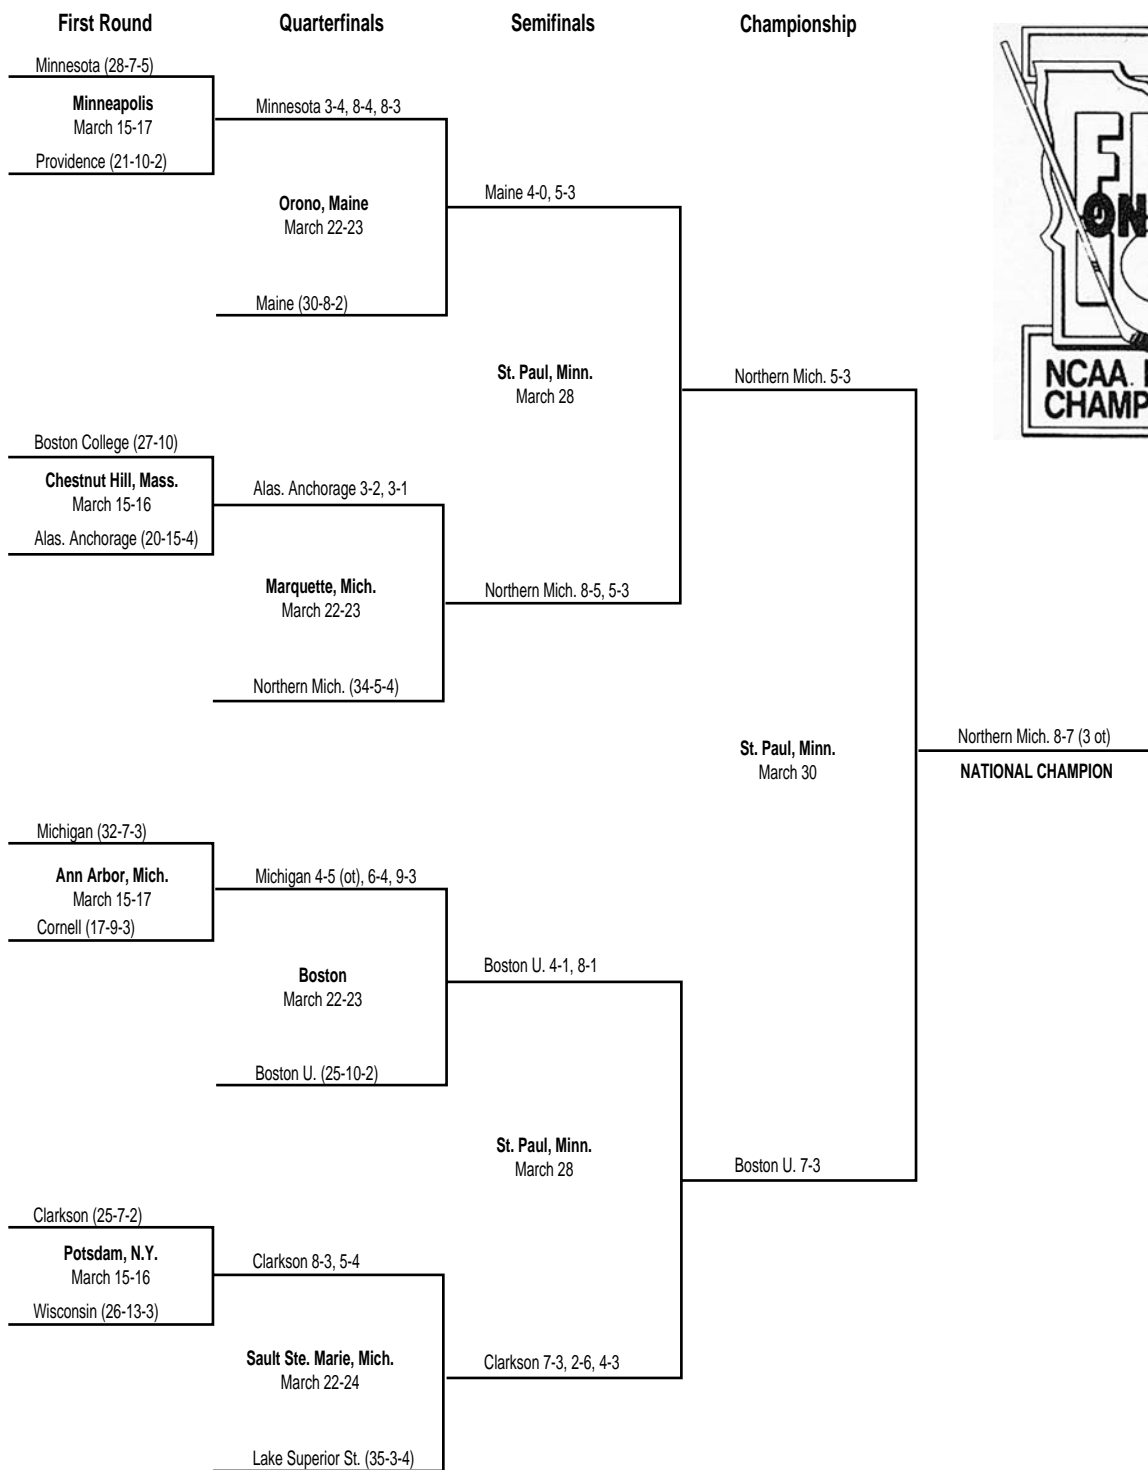 First Round Quarterfinals Semifinals Championship
Minnesota (28-7-5)
Minneapolis
March 15-17
Providence (21-10-2)
Minnesota 3-4, 8-4, 8-3
Orono, Maine
March 22-23
Maine (30-8-2)
Maine 4-0, 5-3
St. Paul, Minn.
March 28
Northern Mich. 5-3
Boston College (27-10)
Chestnut Hill, Mass.
March 15-16
Alas. Anchorage (20-15-4)
Alas. Anchorage 3-2, 3-1
Marquette, Mich.
March 22-23
Northern Mich. (34-5-4)
Northern Mich. 8-5, 5-3
St. Paul, Minn.
March 30
Northern Mich. 8-7 (3 ot)
NATIONAL CHAMPION
Michigan (32-7-3)
Ann Arbor, Mich.
March 15-17
Cornell (17-9-3)
Michigan 4-5 (ot), 6-4, 9-3
Boston
March 22-23
Boston U. (25-10-2)
Boston U. 4-1, 8-1
St. Paul, Minn.
March 28
Boston U. 7-3
Clarkson (25-7-2)
Potsdam, N.Y.
March 15-16
Wisconsin (26-13-3)
Clarkson 8-3, 5-4
Sault Ste. Marie, Mich.
March 22-24
Lake Superior St. (35-3-4)
Clarkson 7-3, 2-6, 4-3
ON
NCAA
CHAMP